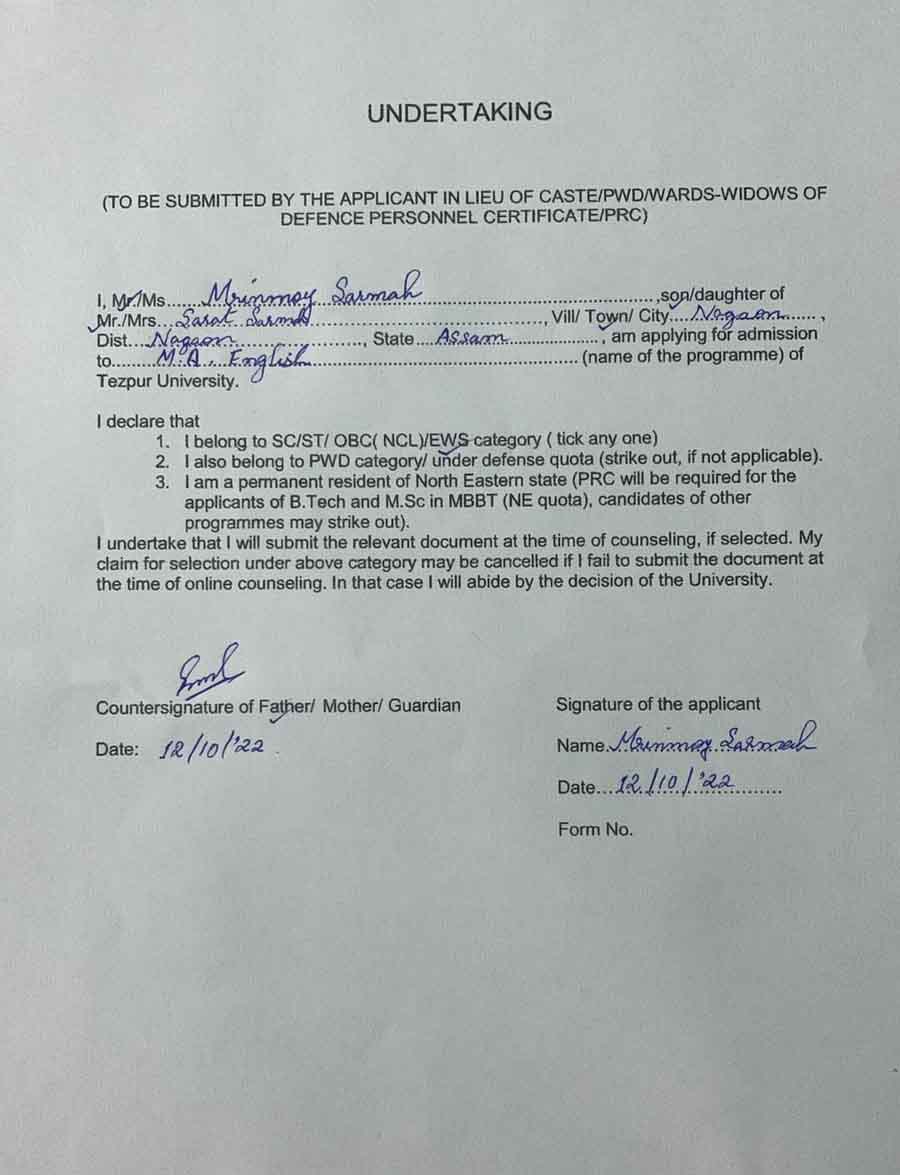 UNDERTAKING
(TO BE SUBMITTED BY THE APPLICANT IN LIEU OF CASTE/PWD/WARDS-WIDOWS OF
DEFENCE PERSONNEL CERTIFICATE/PRC)
I, Mr./Ms.......Mrinmoy Sarmah..........................................,son/daughter of
Mr./Mrs...Sarat Sarmah............................................, Vill/ Town/ City....Nagaon......,
Dist...Nagaon......................, State....Assam..................., am applying for admission
to.........M.A. English.................................................... (name of the programme) of
Tezpur University.
I declare that
1. I belong to SC/ST/ OBC( NCL)/EWS category ( tick any one)
2. I also belong to PWD category/ under defense quota (strike out, if not applicable).
3. I am a permanent resident of North Eastern state (PRC will be required for the
applicants of B.Tech and M.Sc in MBBT (NE quota), candidates of other
programmes may strike out).
I undertake that I will submit the relevant document at the time of counseling, if selected. My
claim for selection under above category may be cancelled if I fail to submit the document at
the time of online counseling. In that case I will abide by the decision of the University.
Countersignature of Father/ Mother/ Guardian
Date: 12/10/'22.
Signature of the applicant
Name..Mrinmoy Sarmah
Date...12/10/'22..........
Form No.